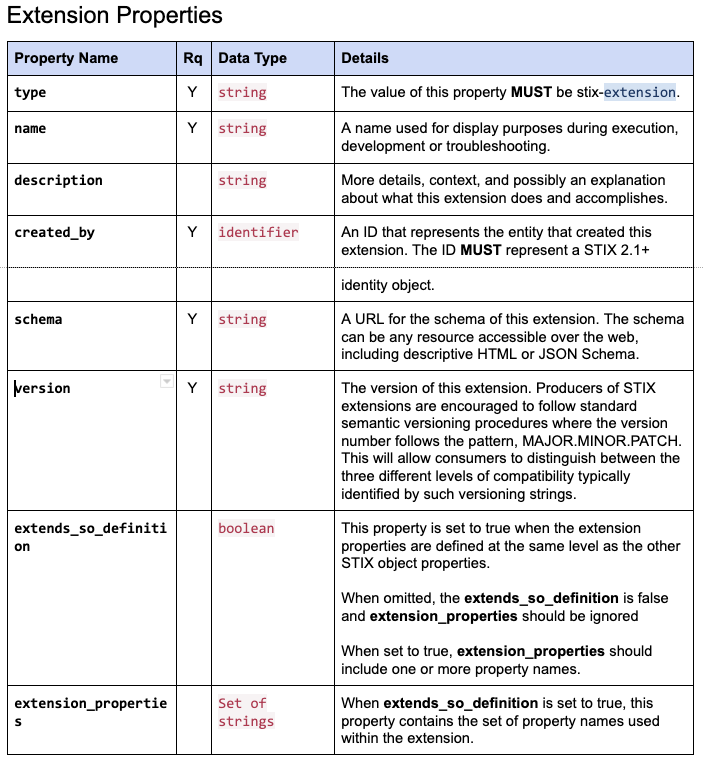 Extension Properties
Property Name Rq Data Type Details
type Y string The value of this property MUST be stix-extension.
name Y string A name used for display purposes during execution,
development or troubleshooting.
description string More details, context, and possibly an explanation
about what this extension does and accomplishes.
created_by Y identifier An ID that represents the entity that created this
extension. The ID MUST represent a STIX 2.1+
identity object.
schema Y string A URL for the schema of this extension. The schema
can be any resource accessible over the web,
including descriptive HTML or JSON Schema.
version Y string The version of this extension. Producers of STIX
extensions are encouraged to follow standard
semantic versioning procedures where the version
number follows the pattern, MAJOR.MINOR.PATCH.
This will allow consumers to distinguish between the
three different levels of compatibility typically
identified by such versioning strings.
extends_so_definiti boolean This property is set to true when the extension
on properties are defined at the same level as the other
STIX object properties.
When omitted, the extends_so_definition is false
and extension_properties should be ignored
When set to true, extension_properties should
include one or more property names.
extension_propertie Set of When extends_so_definition is set to true, this
s strings property contains the set of property names used
within the extension.